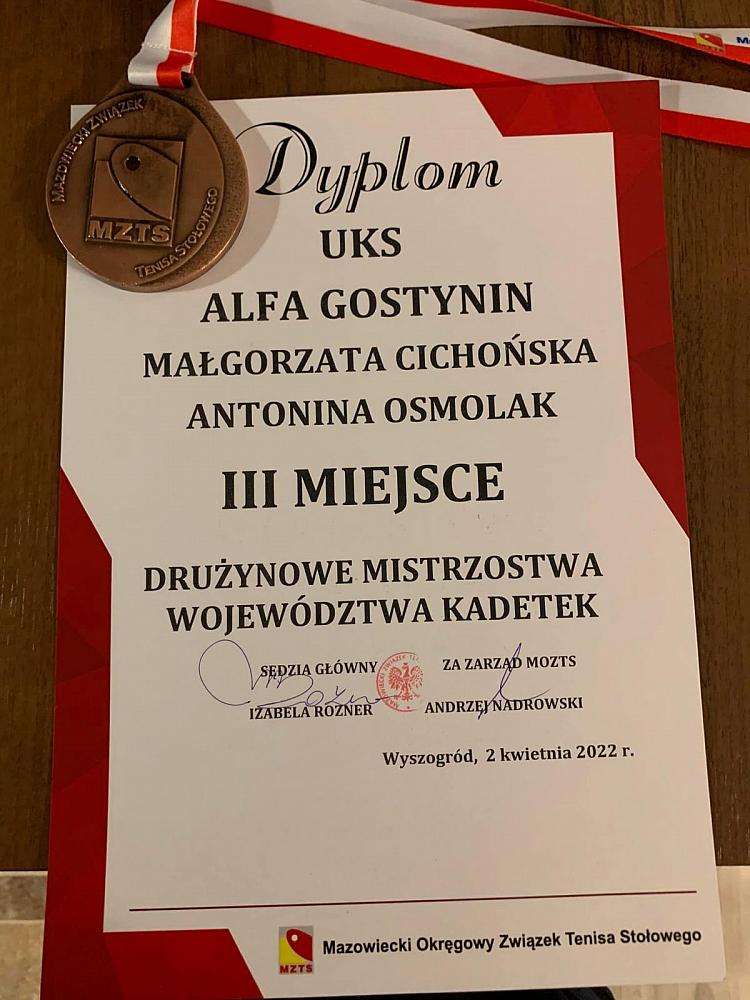 MAZOWIECKI ZWIĄZEK
MZTS
TENISA STOŁOWEGO
Dyplom
UKS
ALFA GOSTYNIN
MAŁGORZATA CICHOŃSKA
ANTONINA OSMOLAK
III MIEJSCE
DRUŻYNOWE MISTRZOSTWA
WOJEWÓDZTWA KADETEK
SĘDZIA GŁÓWNY ZA ZARZĄD MOZTS
IZABELA ROZNER ANDRZEJ NADROWSKI
Wyszogród, 2 kwietnia 2022 r.
MZTS Mazowiecki Okręgowy Związek Tenisa Stołowego